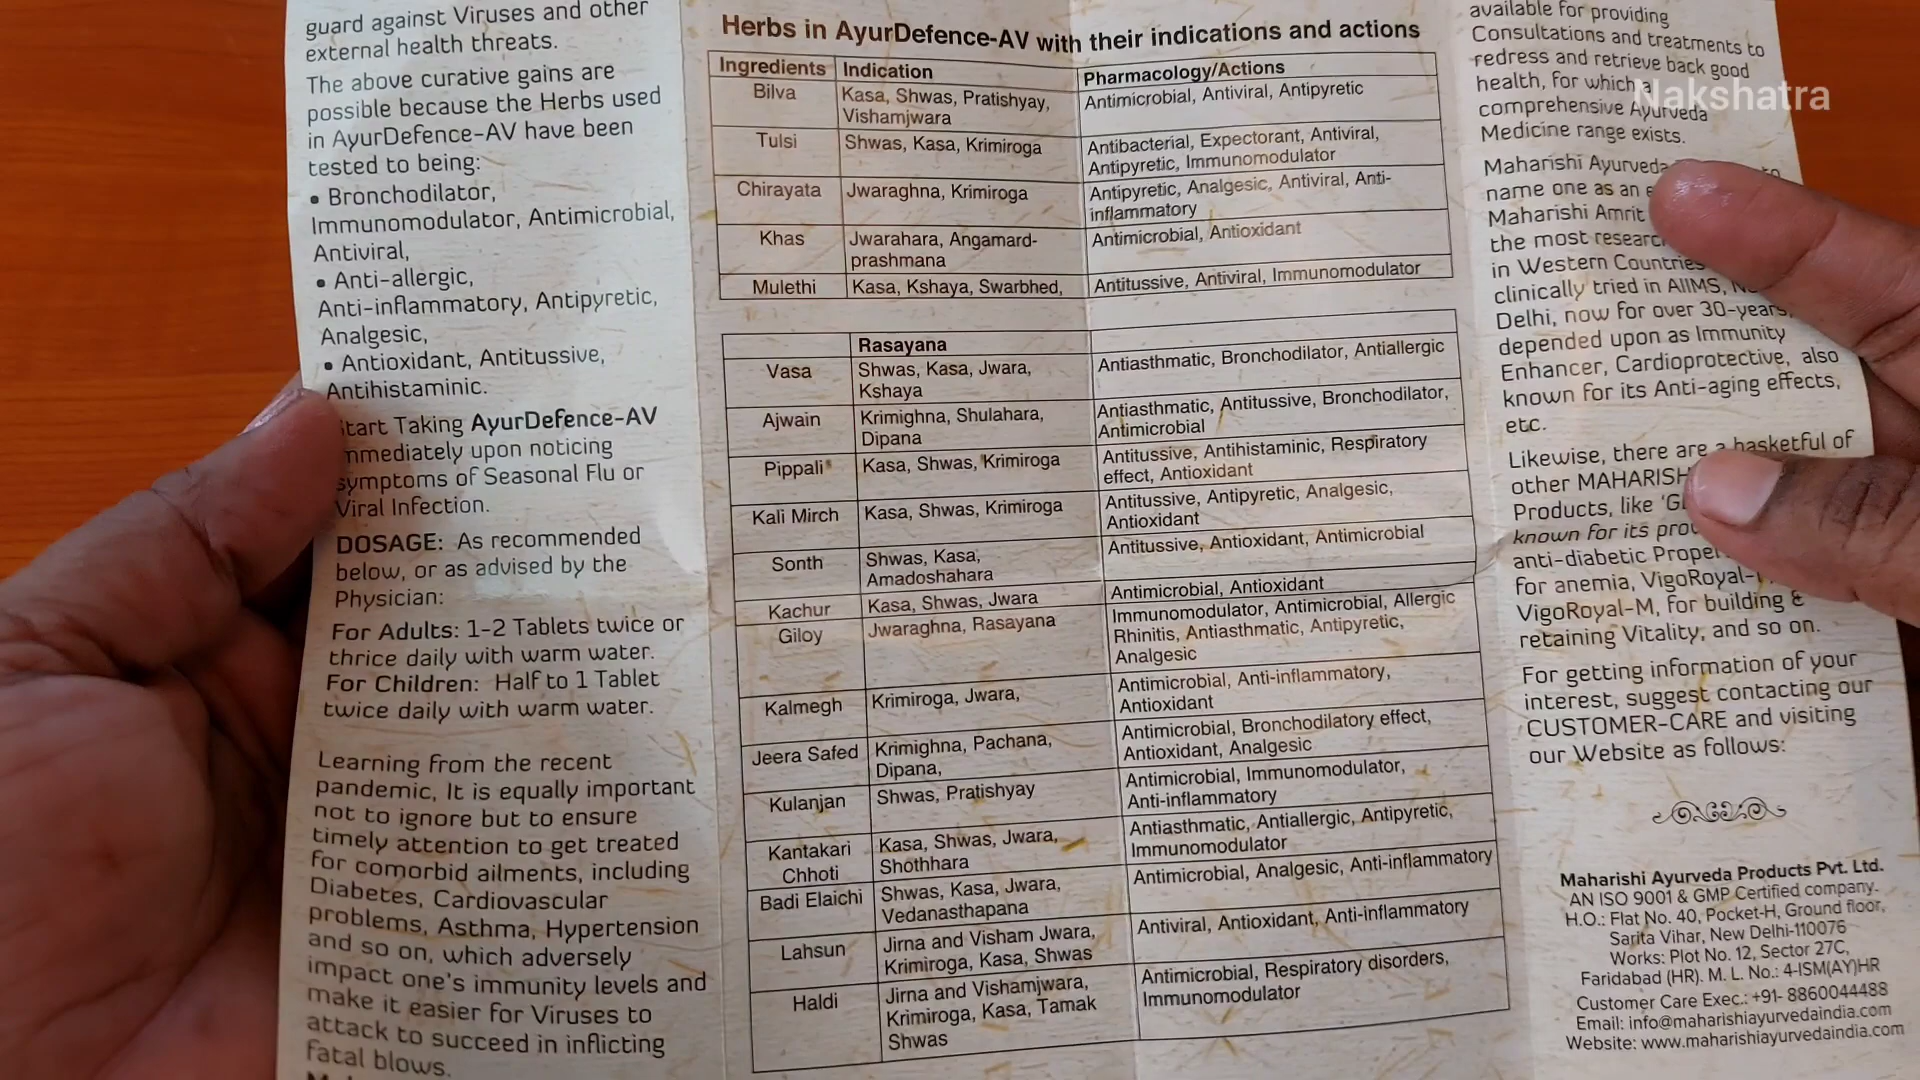 guard against Viruses and other
external health threats.
The above curative gains are
possible because the Herbs used
in AyurDefence-AV have been
tested to being:
• Bronchodilator,
Immunomodulator, Antimicrobial,
Antiviral,
• Anti-allergic,
Anti-inflammatory, Antipyretic,
Analgesic,
• Antioxidant, Antitussive,
Antihistaminic.
Start Taking AyurDefence-AV
immediately upon noticing
symptoms of Seasonal Flu or
Viral Infection.
DOSAGE: As recommended
below, or as advised by the
Physician:
For Adults: 1-2 Tablets twice or
thrice daily with warm water.
For Children: Half to 1 Tablet
twice daily with warm water.
Learning from the recent
pandemic, It is equally important
not to ignore but to ensure
timely attention to get treated
for comorbid ailments, including
Diabetes, Cardiovascular
problems, Asthma, Hypertension
and so on, which adversely
impact one's immunity levels and
make it easier for Viruses to
attack to succeed in inflicting
fatal blows.
Herbs in AyurDefence-AV with their indications and actions
Ingredients Indication Pharmacology/Actions
Bilva Kasa, Shwas, Pratishyay, Antimicrobial, Antiviral, Antipyretic
Vishamjwara
Tulsi Shwas, Kasa, Krimiroga Antibacterial, Expectorant, Antiviral,
Antipyretic, Immunomodulator
Chirayata Jwaraghna, Krimiroga Antipyretic, Analgesic, Antiviral, Anti-
inflammatory
Khas Jwarahara, Angamard- Antimicrobial, Antioxidant
prashmana
Mulethi Kasa, Kshaya, Swarbhed, Antitussive, Antiviral, Immunomodulator
Rasayana
Vasa Shwas, Kasa, Jwara, Antiasthmatic, Bronchodilator, Antiallergic
Kshaya
Ajwain Krimighna, Shulahara, Antiasthmatic, Antitussive, Bronchodilator,
Dipana Antimicrobial
Pippali Kasa, Shwas, Krimiroga Antitussive, Antihistaminic, Respiratory
effect, Antioxidant
Kali Mirch Kasa, Shwas, Krimiroga Antitussive, Antipyretic, Analgesic,
Antioxidant
Sonth Shwas, Kasa, Antitussive, Antioxidant, Antimicrobial
Amadoshahara
Kachur Kasa, Shwas, Jwara Antimicrobial, Antioxidant
Giloy Jwaraghna, Rasayana Immunomodulator, Antimicrobial, Allergic
Rhinitis, Antiasthmatic, Antipyretic,
Analgesic
Kalmegh Krimiroga, Jwara, Antimicrobial, Anti-inflammatory,
Antioxidant
Jeera Safed Krimighna, Pachana, Antimicrobial, Bronchodilatory effect,
Dipana, Antioxidant, Analgesic
Kulanjan Shwas, Pratishyay Antimicrobial, Immunomodulator,
Anti-inflammatory
Kantakari Kasa, Shwas, Jwara, Antiasthmatic, Antiallergic, Antipyretic,
Chhoti Shothhara Immunomodulator
Badi Elaichi Shwas, Kasa, Jwara, Antimicrobial, Analgesic, Anti-inflammatory
Vedanasthapana
Lahsun Jirna and Visham Jwara, Antiviral, Antioxidant, Anti-inflammatory
Krimiroga, Kasa, Shwas
Haldi Jirna and Vishamjwara, Antimicrobial, Respiratory disorders,
Krimiroga, Kasa, Tamak Immunomodulator
Shwas
available for providing
Consultations and treatments to
redress and retrieve back good
health, for which a
Nakshatra
comprehensive Ayurveda
Medicine range exists.
Maharishi Ayurveda to
name one as an
Maharishi Amrit
the most
in Western Countries
clinically tried in AIIMS,
Delhi, now for over 30-years,
depended upon as Immunity
Enhancer, Cardioprotective, also
known for its Anti-aging effects,
etc.
Likewise, there are a basketful of
other
Products, like
known for its
anti-diabetic
for anemia,
VigoRoyal-M, for building &
retaining Vitality, and so on.
For getting information of your
interest, suggest contacting our
CUSTOMER-CARE and visiting
our Website as follows:
Maharishi Ayurveda Products Pvt. Ltd.
AN ISO 9001 & GMP Certified company.
H.O.: Flat No. 40, Pocket-H, Ground floor,
Sarita Vihar, New Delhi-110076
Works: Plot No. 12, Sector 27C,
Faridabad (HR). M. L. No.: 4-ISM(AY)HR
Customer Care Exec.: +91- 8860044488
Email: info@maharishiayurvedaindia.com
Website: www.maharishiayurvedaindia.com